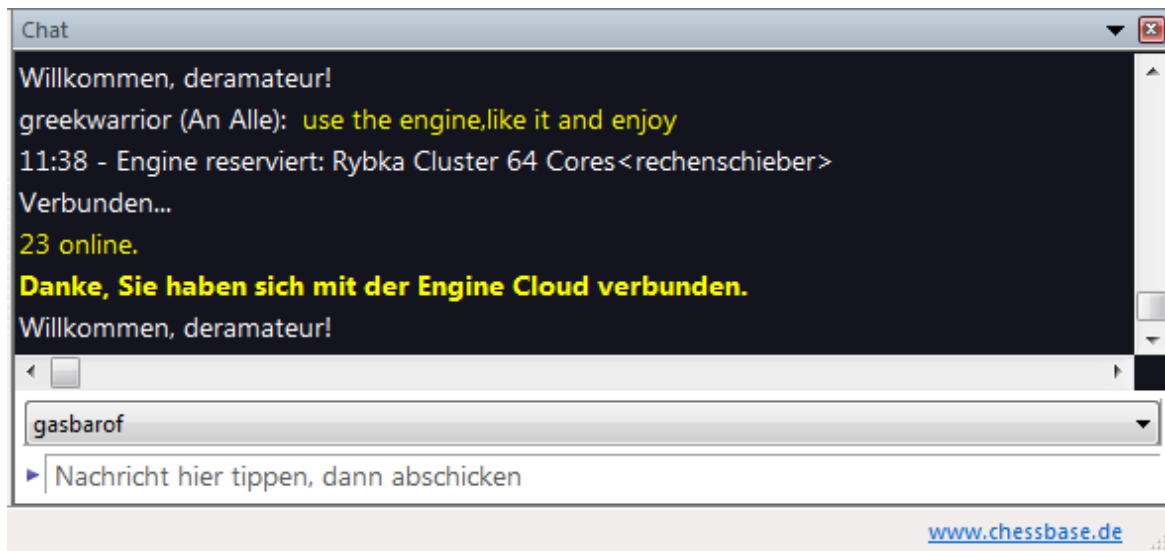 Chat
Willkommen, deramateur!
greekwarrior (An Alle):  use the engine,like it and enjoy
11:38 - Engine reserviert: Rybka Cluster 64 Cores<rechenschieber>
Verbunden...
23 online.
Danke, Sie haben sich mit der Engine Cloud verbunden.
Willkommen, deramateur!
gasbarof
Nachricht hier tippen, dann abschicken
www.chessbase.de